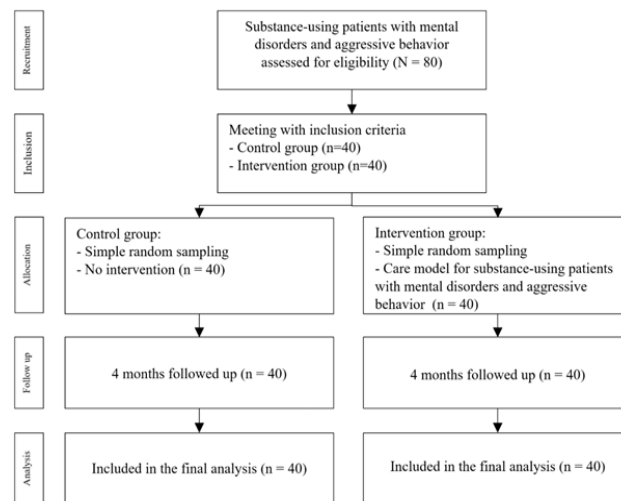 Recruitment
Substance-using patients with mental
disorders and aggressive behavior
assessed for eligibility (N = 80)
Inclusion
Meeting with inclusion criteria
- Control group (n=40)
- Intervention group (n=40)
Allocation
Control group:
- Simple random sampling
- No intervention (n = 40)
Intervention group:
- Simple random sampling
- Care model for substance-using patients
with mental disorders and aggressive
behavior (n = 40)
Follow up
4 months followed up (n = 40)
4 months followed up (n = 40)
Analysis
Included in the final analysis (n = 40)
Included in the final analysis (n = 40)